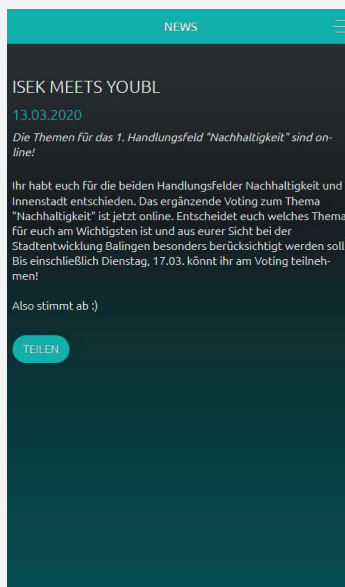 NEWS
ISEK MEETS YOUBL
13.03.2020
Die Themen für das 1. Handlungsfeld "Nachhaltigkeit" sind on-
line!
Ihr habt euch für die beiden Handlungsfelder Nachhaltigkeit und
Innenstadt entschieden. Das ergänzende Voting zum Thema
"Nachhaltigkeit" ist jetzt online. Entscheidet euch welches Thema
für euch am Wichtigsten ist und aus eurer Sicht bei der
Stadtentwicklung Balingen besonders berücksichtigt werden soll
Bis einschließlich Dienstag, 17.03. könnt ihr am Voting teilneh-
men!
Also stimmt ab :)
TEILEN